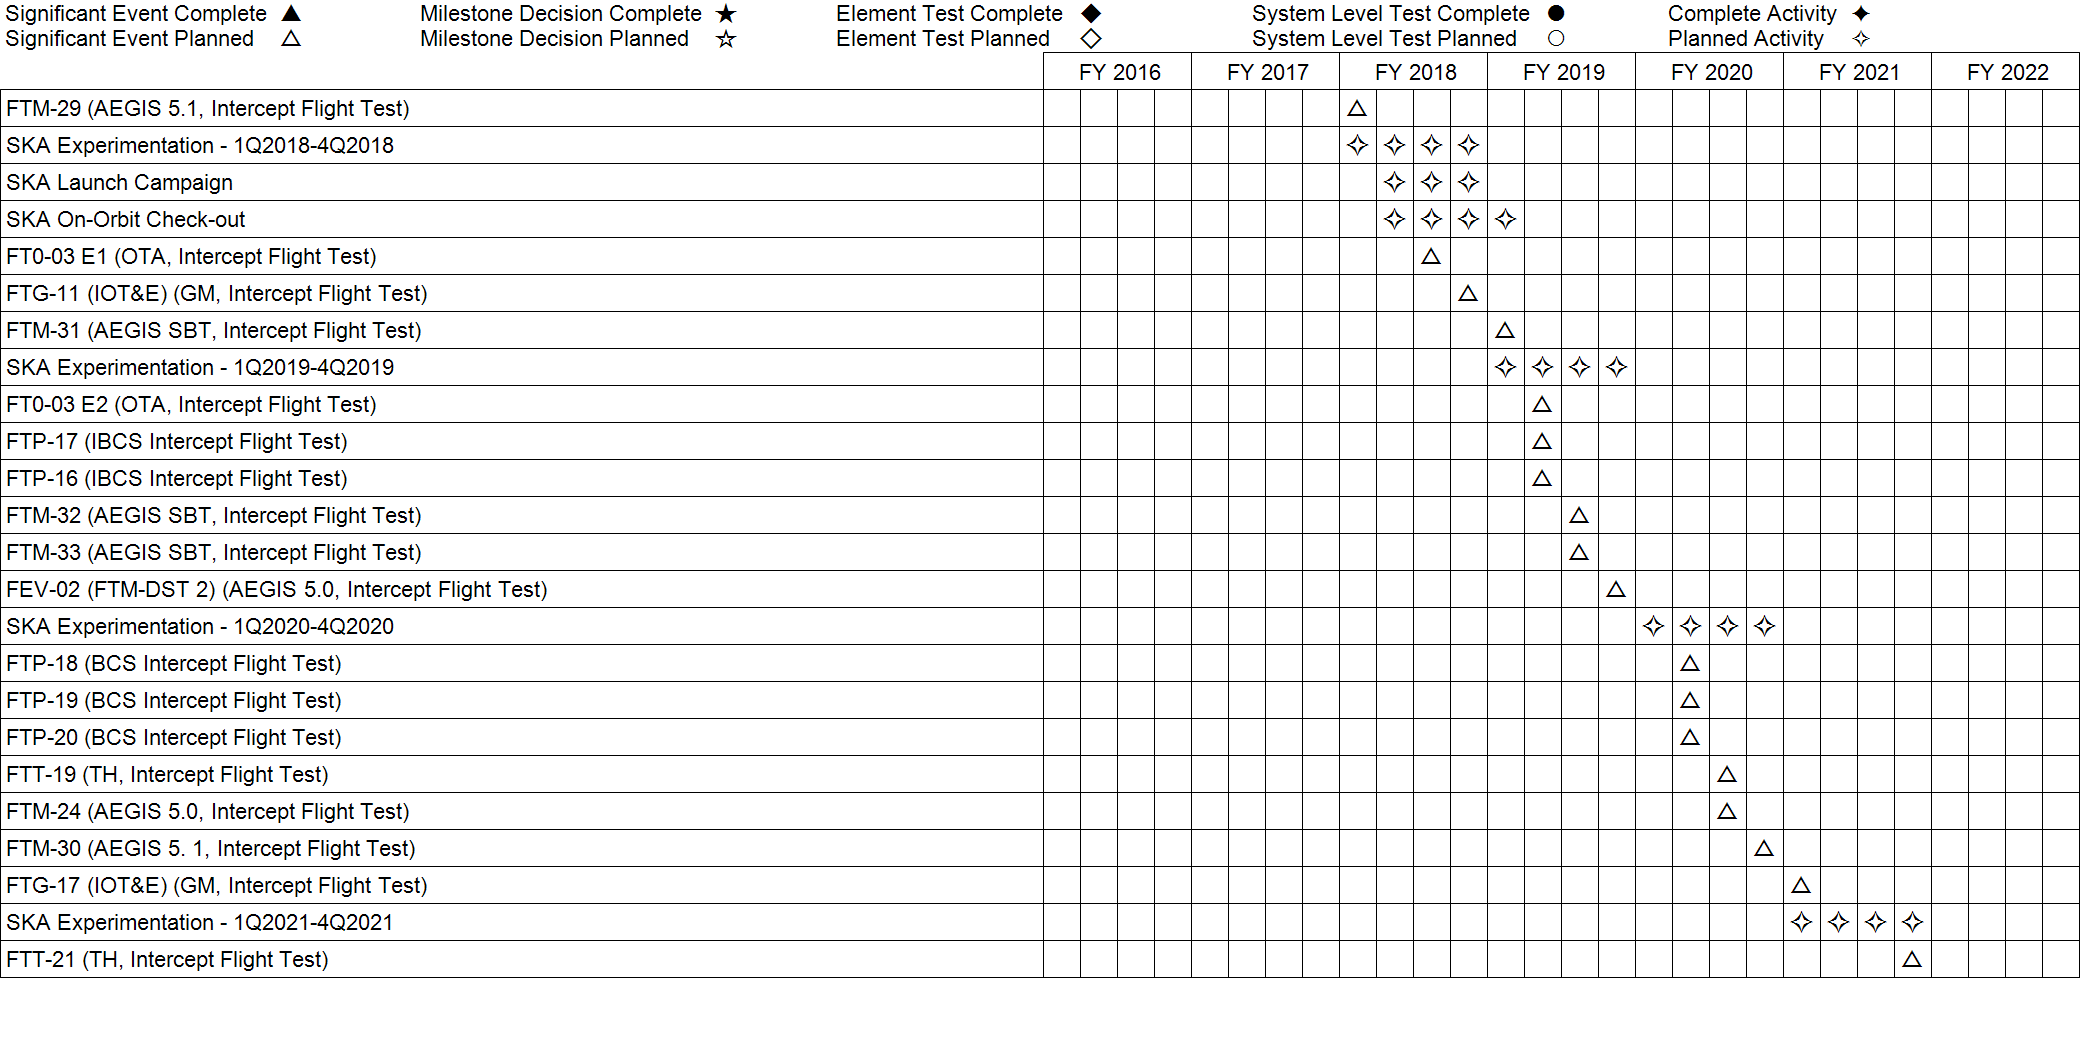 Significant Event Complete ▲ Milestone Decision Complete ★ Element Test Complete ◆ System Level Test Complete ● Complete Activity ✦
Significant Event Planned △ Milestone Decision Planned ☆ Element Test Planned ◇ System Level Test Planned ○ Planned Activity ✧
FY 2016 FY 2017 FY 2018 FY 2019 FY 2020 FY 2021 FY 2022
FTM-29 (AEGIS 5.1, Intercept Flight Test)
SKA Experimentation - 1Q2018-4Q2018
SKA Launch Campaign
SKA On-Orbit Check-out
FT0-03 E1 (OTA, Intercept Flight Test)
FTG-11 (IOT&E) (GM, Intercept Flight Test)
FTM-31 (AEGIS SBT, Intercept Flight Test)
SKA Experimentation - 1Q2019-4Q2019
FT0-03 E2 (OTA, Intercept Flight Test)
FTP-17 (IBCS Intercept Flight Test)
FTP-16 (IBCS Intercept Flight Test)
FTM-32 (AEGIS SBT, Intercept Flight Test)
FTM-33 (AEGIS SBT, Intercept Flight Test)
FEV-02 (FTM-DST 2) (AEGIS 5.0, Intercept Flight Test)
SKA Experimentation - 1Q2020-4Q2020
FTP-18 (BCS Intercept Flight Test)
FTP-19 (BCS Intercept Flight Test)
FTP-20 (BCS Intercept Flight Test)
FTT-19 (TH, Intercept Flight Test)
FTM-24 (AEGIS 5.0, Intercept Flight Test)
FTM-30 (AEGIS 5. 1, Intercept Flight Test)
FTG-17 (IOT&E) (GM, Intercept Flight Test)
SKA Experimentation - 1Q2021-4Q2021
FTT-21 (TH, Intercept Flight Test)